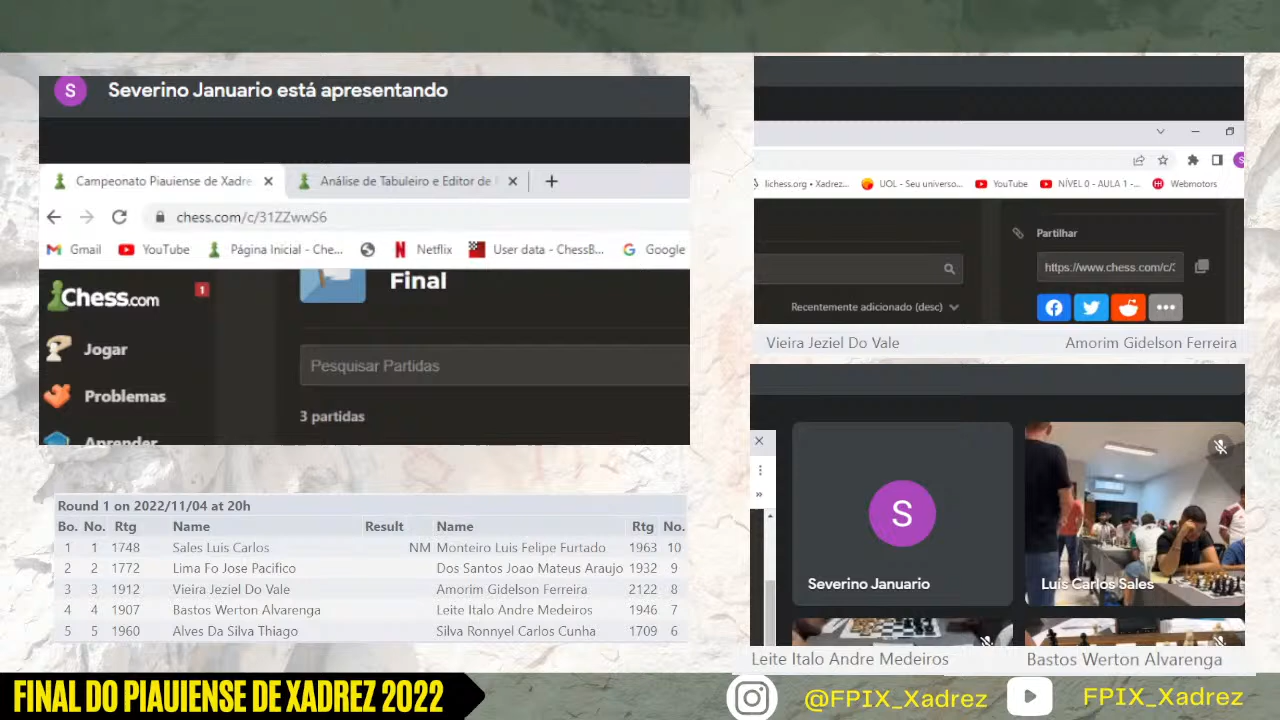 S Severino Januario está apresentando
Campeonato Piauiense de Xadre
Análise de Tabuleiro e Editor de
chess.com/c/31ZZwwS6
Gmail YouTube Página Inicial - Che... Netflix User data - ChessB... Google
Chess.com 1
Final
Jogar
Pesquisar Partidas
Problemas
3 partidas
Aprender
lichess.org • Xadrez... UOL - Seu universo... YouTube NÍVEL 0 - AULA 1 -... Webmotors
Partilhar
https://www.chess.com/c/
Recentemente adicionado (desc)
Vieira Jeziel Do Vale Amorim Gidelson Ferreira
S
Severino Januario
Luís Carlos Sales
Leite Italo Andre Medeiros Bastos Werton Alvarenga
Round 1 on 2022/11/04 at 20h
Bo. No. Rtg Name Result Name Rtg No.
1 1 1748 Sales Luis Carlos NM Monteiro Luis Felipe Furtado 1963 10
2 2 1772 Lima Fo Jose Pacífico Dos Santos Joao Mateus Araujo 1932 9
3 3 1912 Vieira Jeziel Do Vale Amorim Gidelson Ferreira 2122 8
4 4 1907 Bastos Werton Alvarenga Leite Italo Andre Medeiros 1946 7
5 5 1960 Alves Da Silva Thiago Silva Ronnyel Carlos Cunha 1709 6
FINAL DO PIAUIENSE DE XADREZ 2022
@FPIX_Xadrez
FPIX_Xadrez